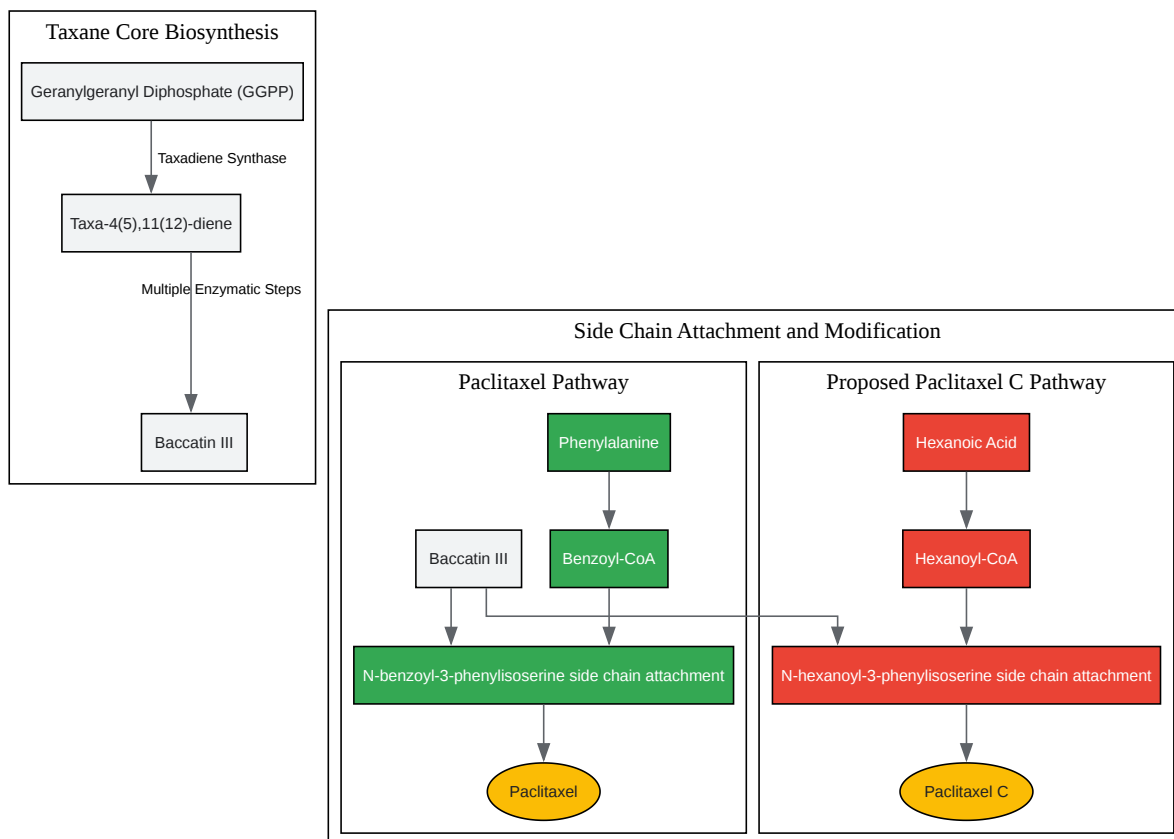 Taxane Core Biosynthesis
Geranylgeranyl Diphosphate (GGPP)
Taxadiene Synthase
Taxa-4(5),11(12)-diene
Multiple Enzymatic Steps
Baccatin III
Side Chain Attachment and Modification
Paclitaxel Pathway
Phenylalanine
Baccatin III
Benzoyl-CoA
N-benzoyl-3-phenylisoserine side chain attachment
Paclitaxel
Proposed Paclitaxel C Pathway
Hexanoic Acid
Hexanoyl-CoA
N-hexanoyl-3-phenylisoserine side chain attachment
Paclitaxel C